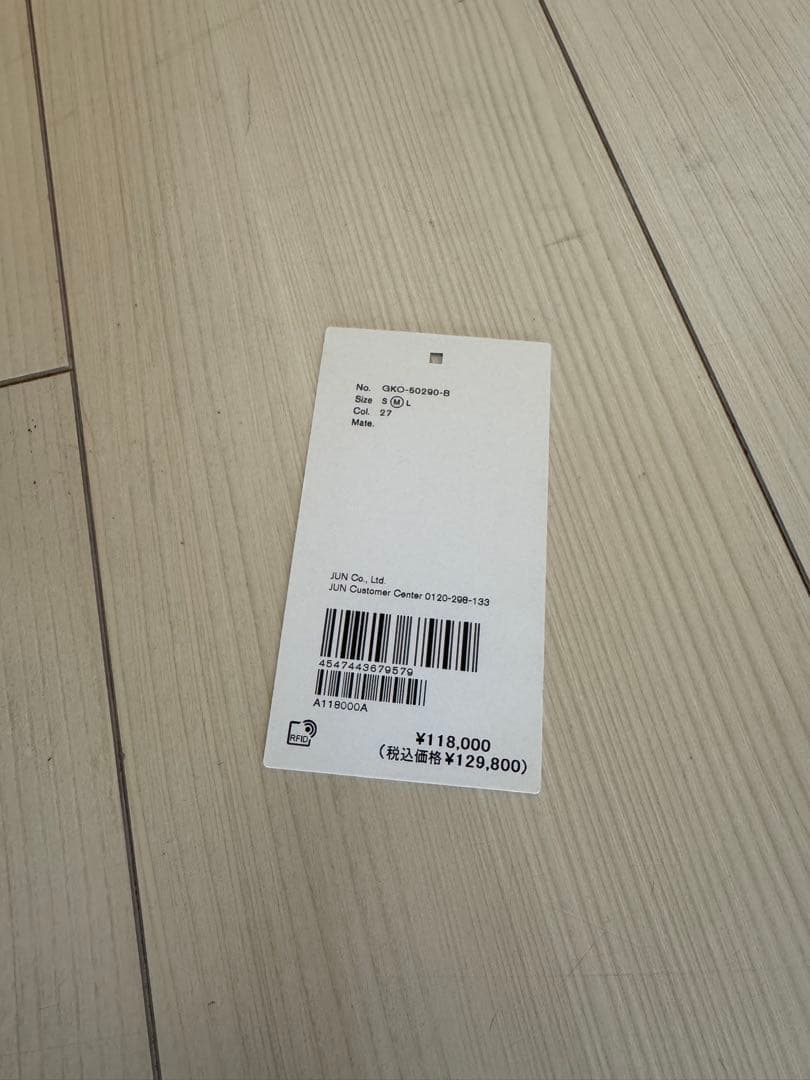 No. GKO-50290-B
Size S M L
Col. 27
Mate.
JUN Co., Ltd.
JUN Customer Center 0120-298-133
4547443679579
A118000A
RFID
¥118,000
(税込価格¥129,800)